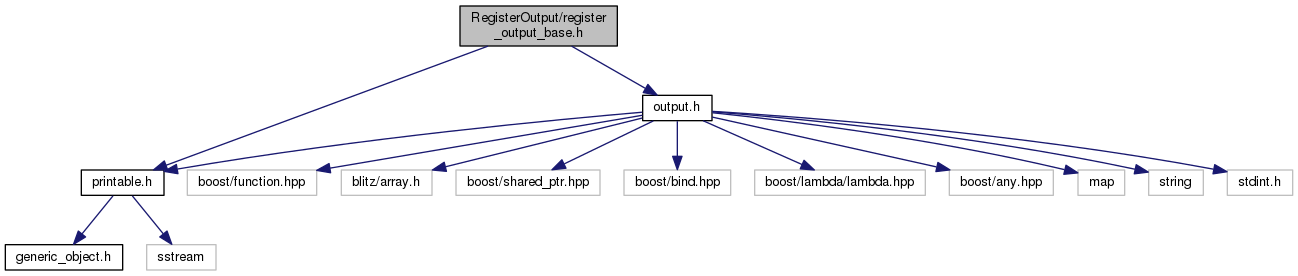 RegisterOutput/register
_output_base.h
output.h
printable.h
boost/function.hpp
blitz/array.h
boost/shared_ptr.hpp
boost/bind.hpp
boost/lambda/lambda.hpp
boost/any.hpp
map
string
stdint.h
generic_object.h
sstream